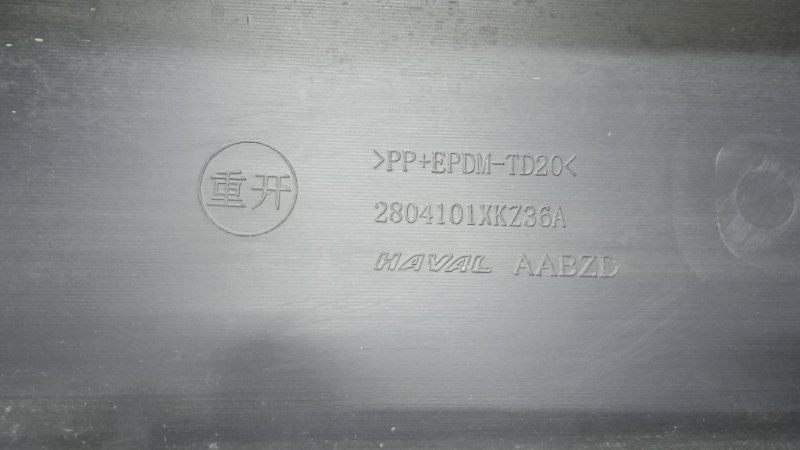 重开
>PP+EPDM-TD20<
2804101XKZ36A
HAVAL AABZD